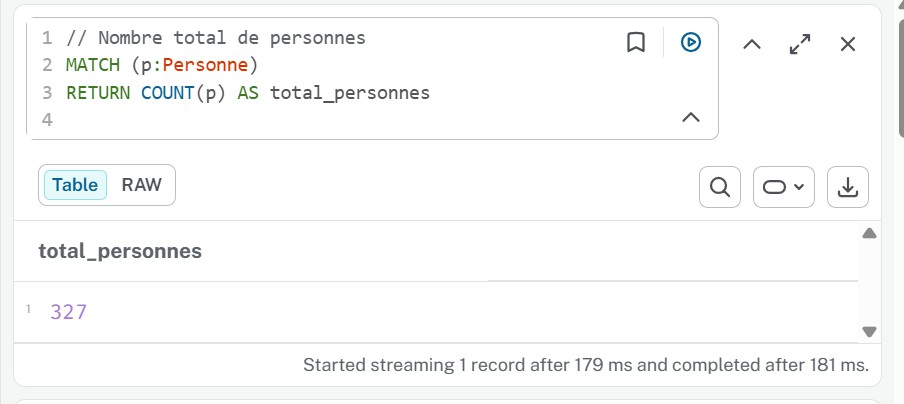 1 // Nombre total de personnes
2 MATCH (p:Personne)
3 RETURN COUNT(p) AS total_personnes
4
Table RAW
total_personnes
1 327
Started streaming 1 record after 179 ms and completed after 181 ms.